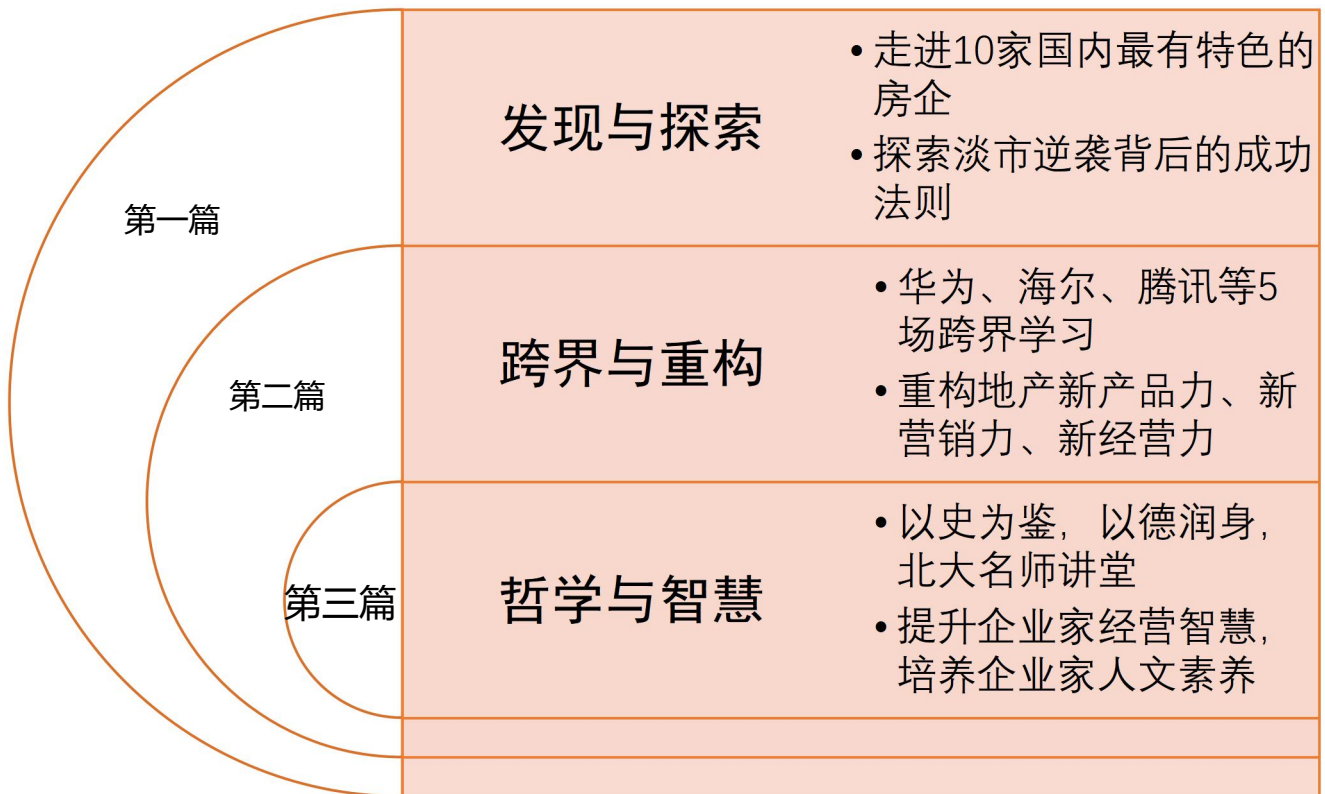 第一篇
发现与探索
• 走进10家国内最有特色的
房企
• 探索淡市逆袭背后的成功
法则
第二篇
跨界与重构
• 华为、海尔、腾讯等5
场跨界学习
• 重构地产新产品力、新
营销力、新经营力
第三篇
哲学与智慧
• 以史为鉴，以德润身，
北大名师讲堂
• 提升企业家经营智慧，
培养企业家人文素养